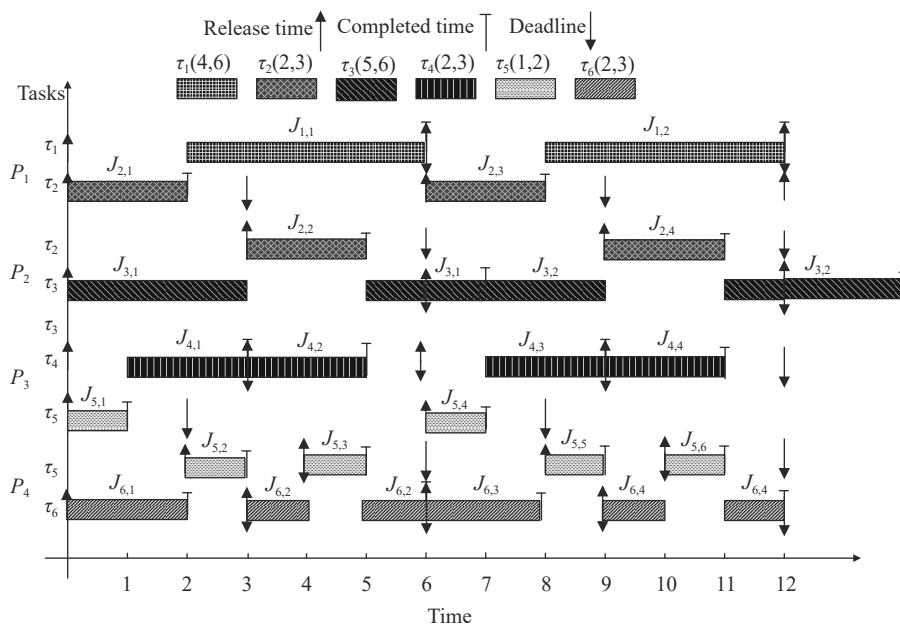 Release time Completed time Deadline
τ1(4,6) τ2(2,3) τ3(5,6) τ4(2,3) τ5(1,2) τ6(2,3)
Tasks
J1,1 J1,2
τ1
P1
J2,1 J2,3
τ2
τ2 J2,2 J2,4
P2
J3,1 J3,1 J3,2 J3,2
τ3
τ3
J4,1 J4,2 J4,3 J4,4
τ4
P3
J5,1 J5,4
τ5
τ5 J5,2 J5,3 J5,5 J5,6
P4
J6,1 J6,2 J6,2 J6,3 J6,4 J6,4
τ6
1 2 3 4 5 6 7 8 9 10 11 12
Time